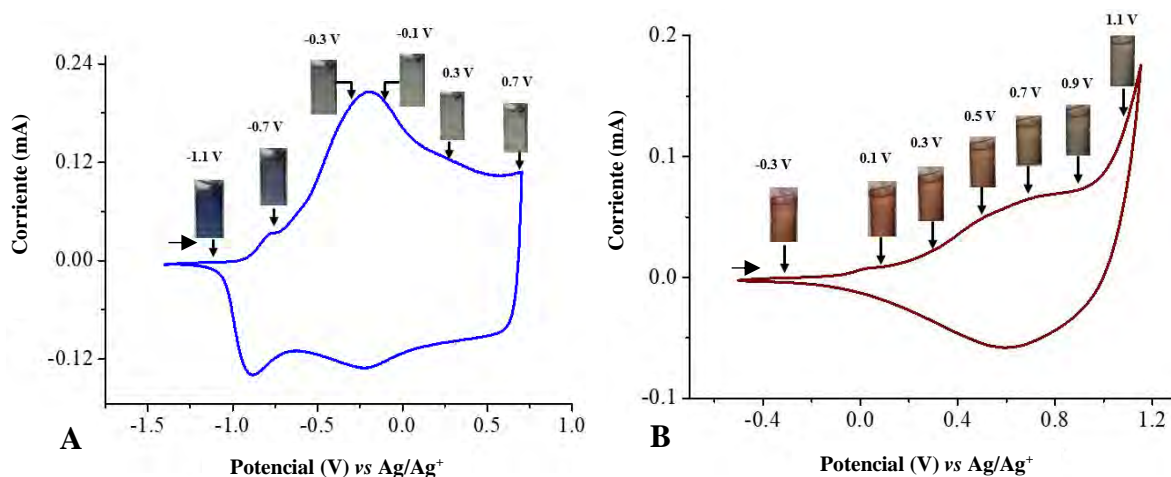 -0.3 V
-0.1 V
0.3 V
0.7 V
-0.7 V
-1.1 V
0.24
0.12
0.00
-0.12
Corriente (mA)
-1.5
-1.0
-0.5
0.0
0.5
1.0
A
Potencial (V) vs Ag/Ag+
1.1 V
0.9 V
0.7 V
0.5 V
0.3 V
0.1 V
-0.3 V
0.2
0.1
0.0
-0.1
Corriente (mA)
-0.4
0.0
0.4
0.8
1.2
B
Potencial (V) vs Ag/Ag+